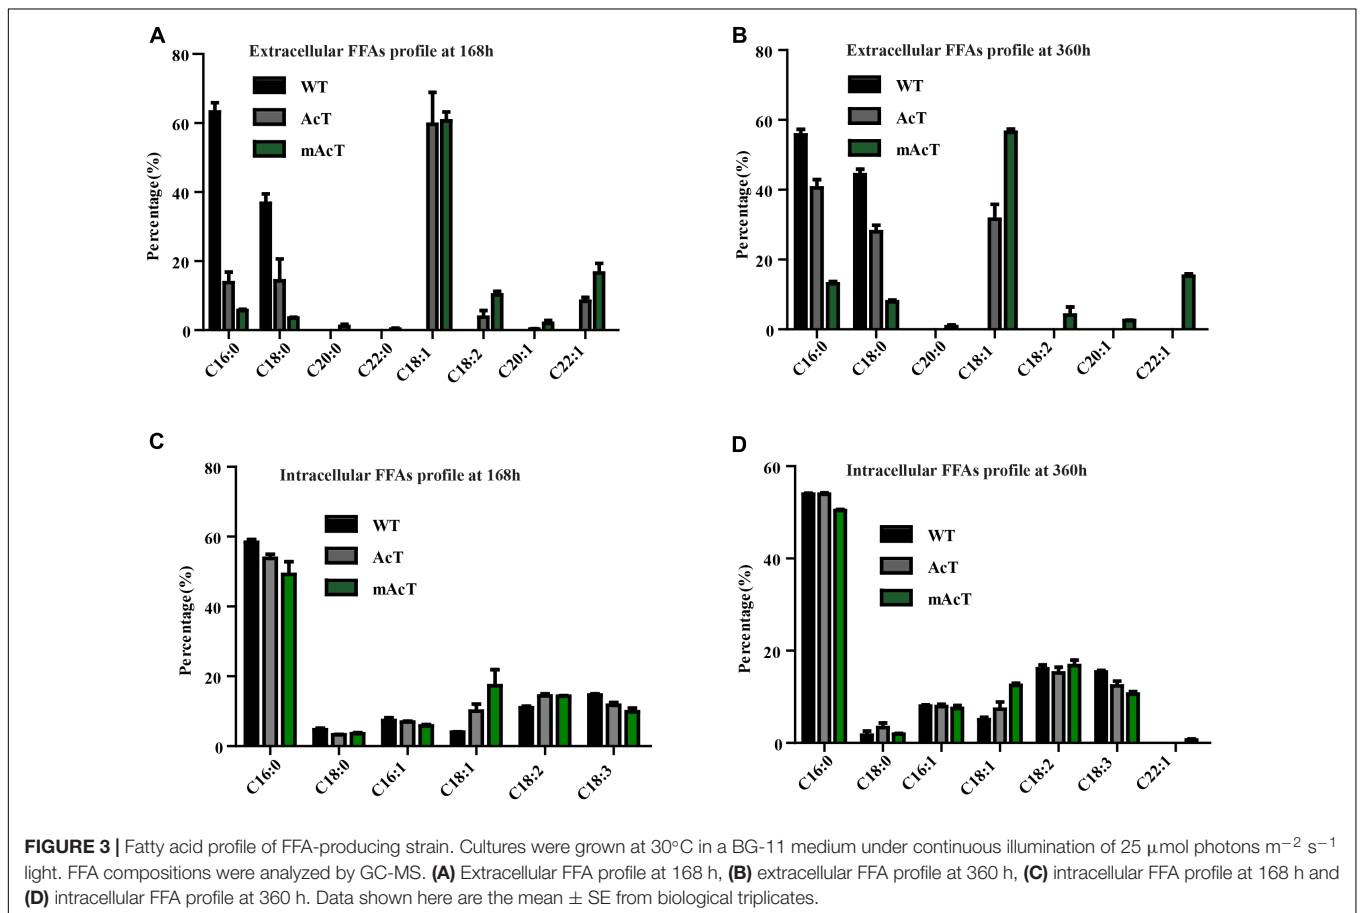 A
Extracellular FFAs profile at 168h
WT
AcT
mAcT
Percentage(%)
80
60
40
20
0
C16:0
C18:0
C20:0
C22:0
C18:1
C18:2
C20:1
C22:1
B
Extracellular FFAs profile at 360h
WT
AcT
mAcT
Percentage(%)
80
60
40
20
0
C16:0
C18:0
C20:0
C18:1
C18:2
C20:1
C22:1
C
Intracellular FFAs profile at 168h
WT
AcT
mAcT
Percentage(%)
80
60
40
20
0
C16:0
C18:0
C16:1
C18:1
C18:2
C18:3
D
Intracellular FFAs profile at 360h
WT
AcT
mAcT
Percentage(%)
60
40
20
0
C16:0
C18:0
C16:1
C18:1
C18:2
C18:3
C22:1
FIGURE 3 | Fatty acid profile of FFA-producing strain. Cultures were grown at 30°C in a BG-11 medium under continuous illumination of 25 μmol photons m⁻² s⁻¹
light. FFA compositions were analyzed by GC-MS. (A) Extracellular FFA profile at 168 h, (B) extracellular FFA profile at 360 h, (C) intracellular FFA profile at 168 h and
(D) intracellular FFA profile at 360 h. Data shown here are the mean ± SE from biological triplicates.